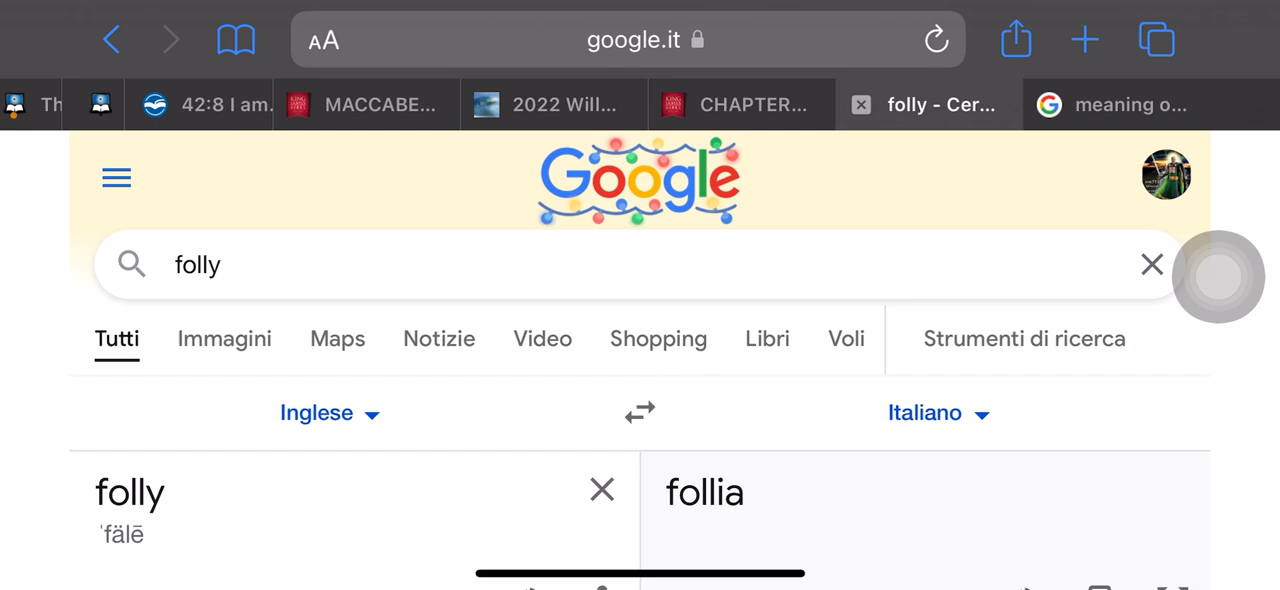 AA google.it
Th 42:8 I am. MACCABE... 2022 Will... CHAPTER... folly - Cer... meaning o...
Google
folly
Tutti Immagini Maps Notizie Video Shopping Libri Voli Strumenti di ricerca
Inglese Italiano
folly follia
ˈfälē